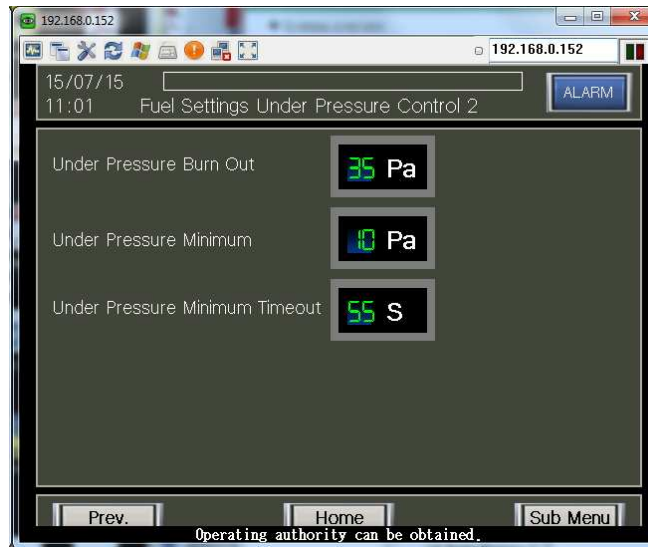 192.168.0.152
192.168.0.152
15/07/15
ALARM
11:01 Fuel Settings Under Pressure Control 2
Under Pressure Burn Out 35 Pa
Under Pressure Minimum 10 Pa
Under Pressure Minimum Timeout 55 S
Prev. Home Sub Menu
Operating authority can be obtained.